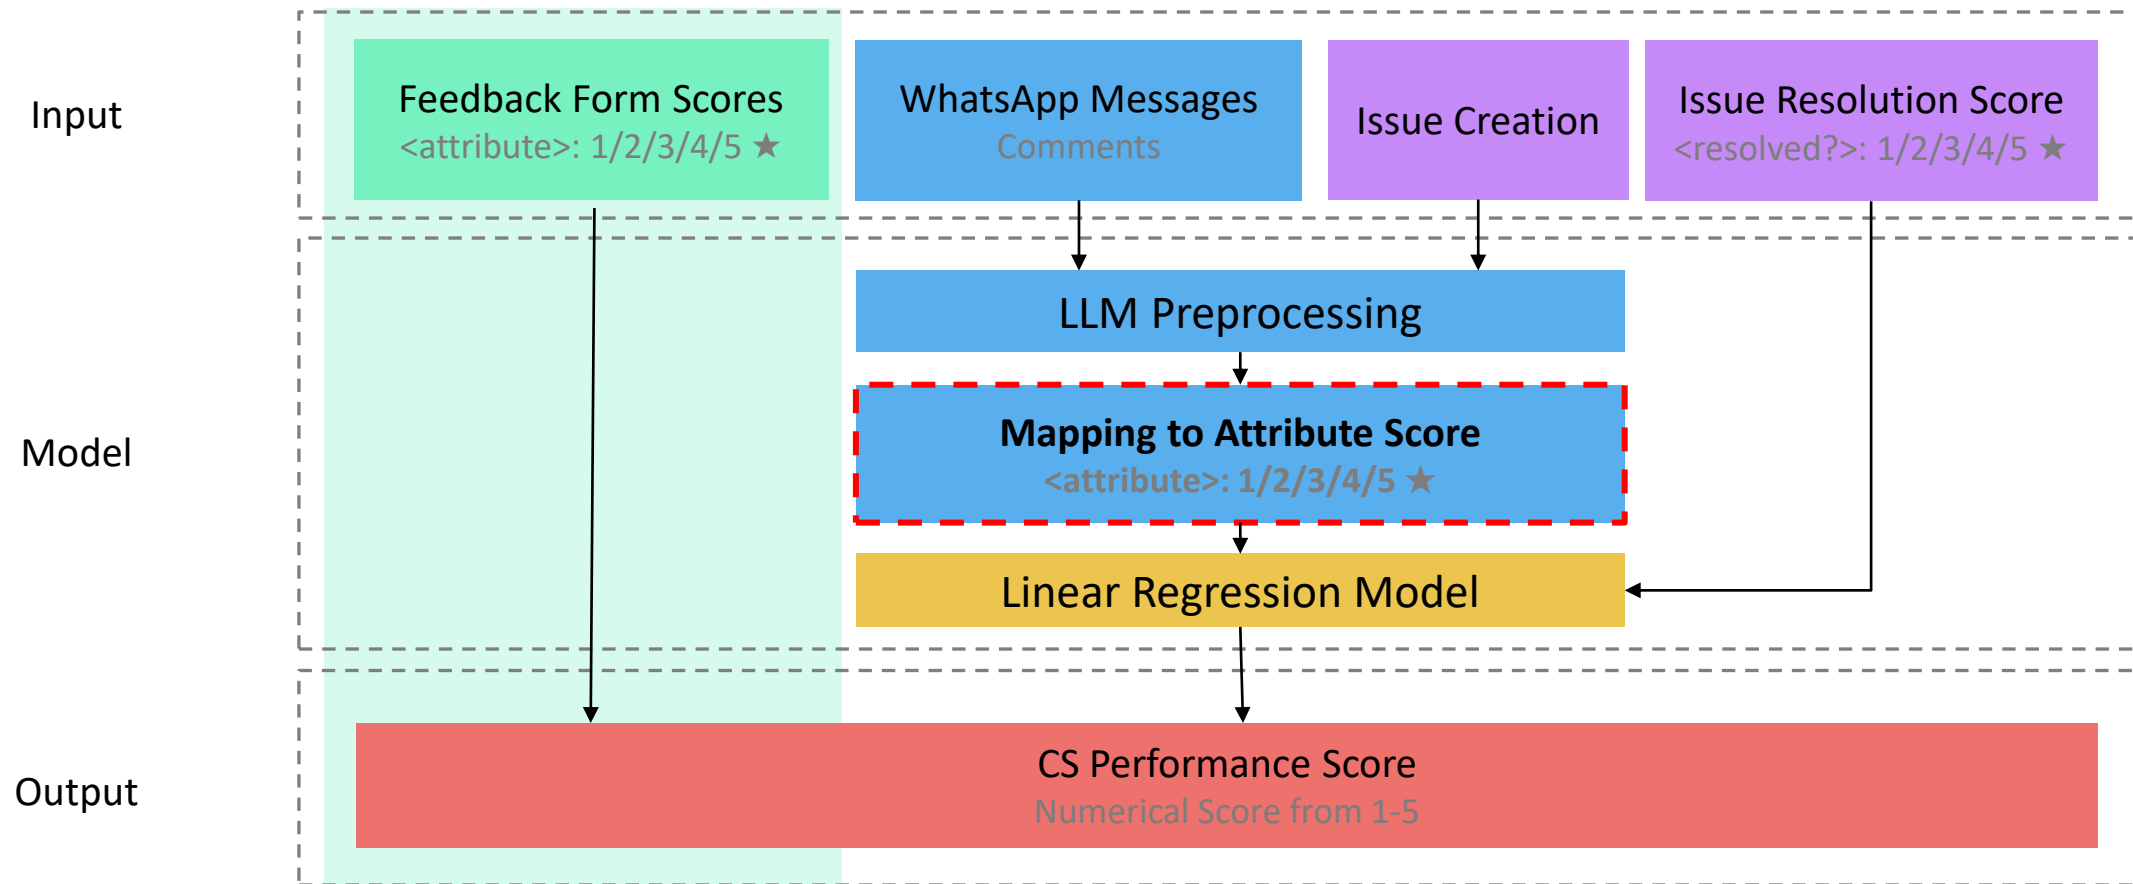 Input
Feedback Form Scores
<attribute>: 1/2/3/4/5 ★
WhatsApp Messages
Comments
Issue Creation
Issue Resolution Score
<resolved?>: 1/2/3/4/5 ★
Model
LLM Preprocessing
Mapping to Attribute Score
<attribute>: 1/2/3/4/5 ★
Linear Regression Model
Output
CS Performance Score
Numerical Score from 1-5